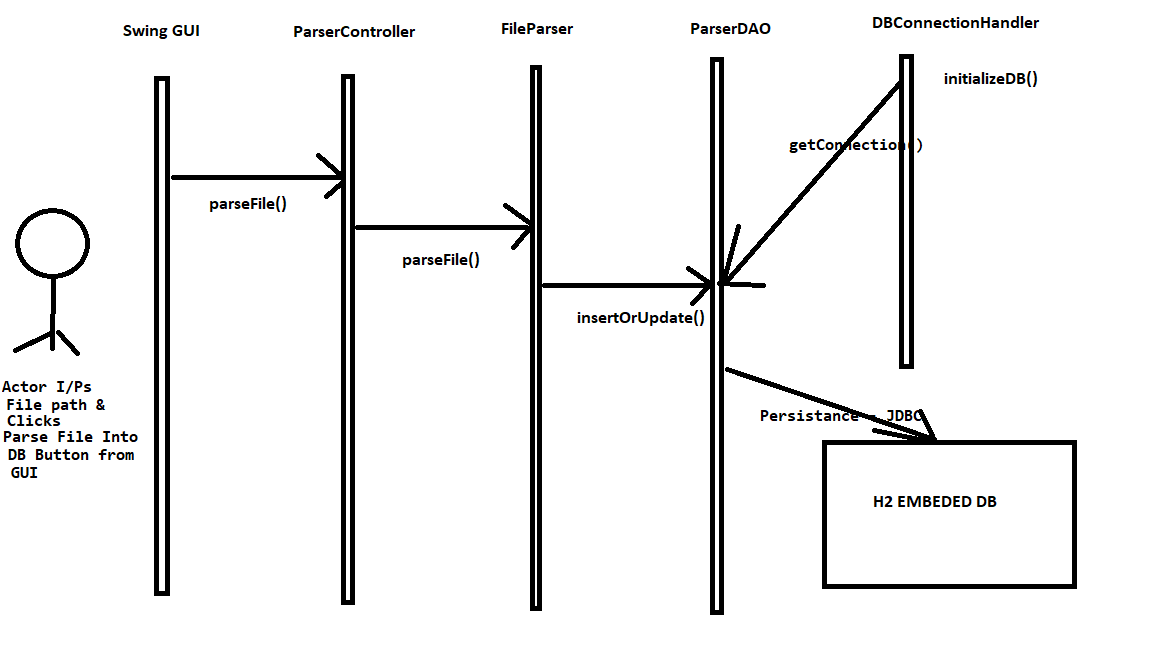 Swing GUI
ParserController
FileParser
ParserDAO
DBConnectionHandler
initializeDB()
getConnection()
parseFile()
parseFile()
insertOrUpdate()
Actor I/Ps
File path &
Clicks
Parse File Into
DB Button from
GUI
Persistance - JDBC
H2 EMBEDED DB